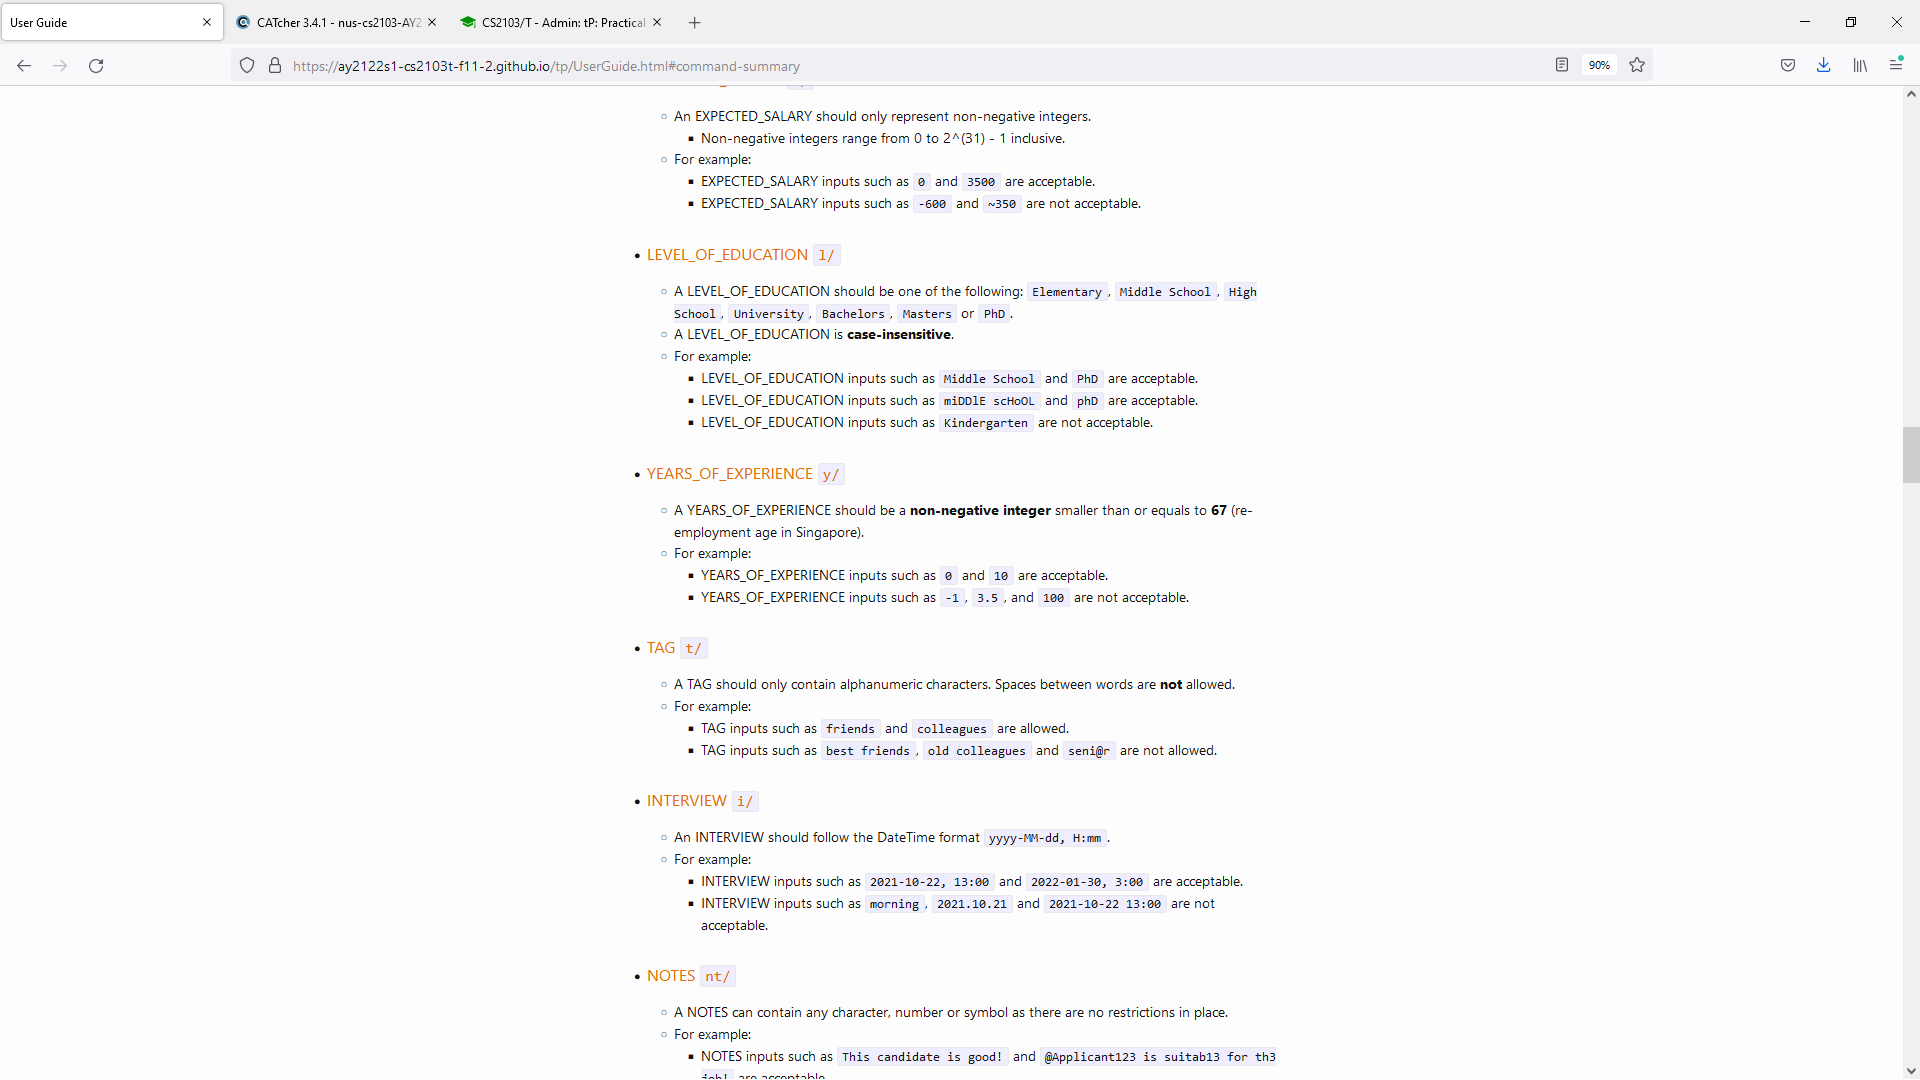 User Guide
CATcher 3.4.1 - nus-cs2103-AY2
CS2103/T - Admin: tP: Practical
https://ay2122s1-cs2103t-f11-2.github.io/tp/UserGuide.html#command-summary
90%
An EXPECTED_SALARY should only represent non-negative integers.
Non-negative integers range from 0 to 2^(31) - 1 inclusive.
For example:
EXPECTED_SALARY inputs such as 0 and 3500 are acceptable.
EXPECTED_SALARY inputs such as -600 and ~350 are not acceptable.
LEVEL_OF_EDUCATION l/
A LEVEL_OF_EDUCATION should be one of the following: Elementary, Middle School, High
School, University, Bachelors, Masters or PhD.
A LEVEL_OF_EDUCATION is case-insensitive.
For example:
LEVEL_OF_EDUCATION inputs such as Middle School and PhD are acceptable.
LEVEL_OF_EDUCATION inputs such as miDDlE scHoOL and phD are acceptable.
LEVEL_OF_EDUCATION inputs such as Kindergarten are not acceptable.
YEARS_OF_EXPERIENCE y/
A YEARS_OF_EXPERIENCE should be a non-negative integer smaller than or equals to 67 (re-
employment age in Singapore).
For example:
YEARS_OF_EXPERIENCE inputs such as 0 and 10 are acceptable.
YEARS_OF_EXPERIENCE inputs such as -1, 3.5, and 100 are not acceptable.
TAG t/
A TAG should only contain alphanumeric characters. Spaces between words are not allowed.
For example:
TAG inputs such as friends and colleagues are allowed.
TAG inputs such as best friends, old colleagues and seni@r are not allowed.
INTERVIEW i/
An INTERVIEW should follow the DateTime format yyyy-MM-dd, H:mm.
For example:
INTERVIEW inputs such as 2021-10-22, 13:00 and 2022-01-30, 3:00 are acceptable.
INTERVIEW inputs such as morning, 2021.10.21 and 2021-10-22 13:00 are not
acceptable.
NOTES nt/
A NOTES can contain any character, number or symbol as there are no restrictions in place.
For example:
NOTES inputs such as This candidate is good! and @Applicant123 is suitab13 for th3
job! are acceptable